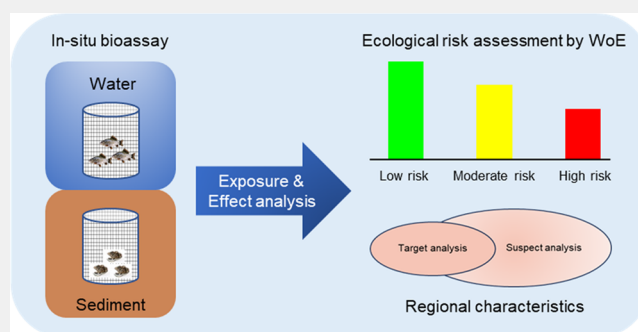 In-situ bioassay
Water
Sediment
Exposure &
Effect analysis
Ecological risk assessment by WoE
Low risk
Moderate risk
High risk
Target analysis
Suspect analysis
Regional characteristics